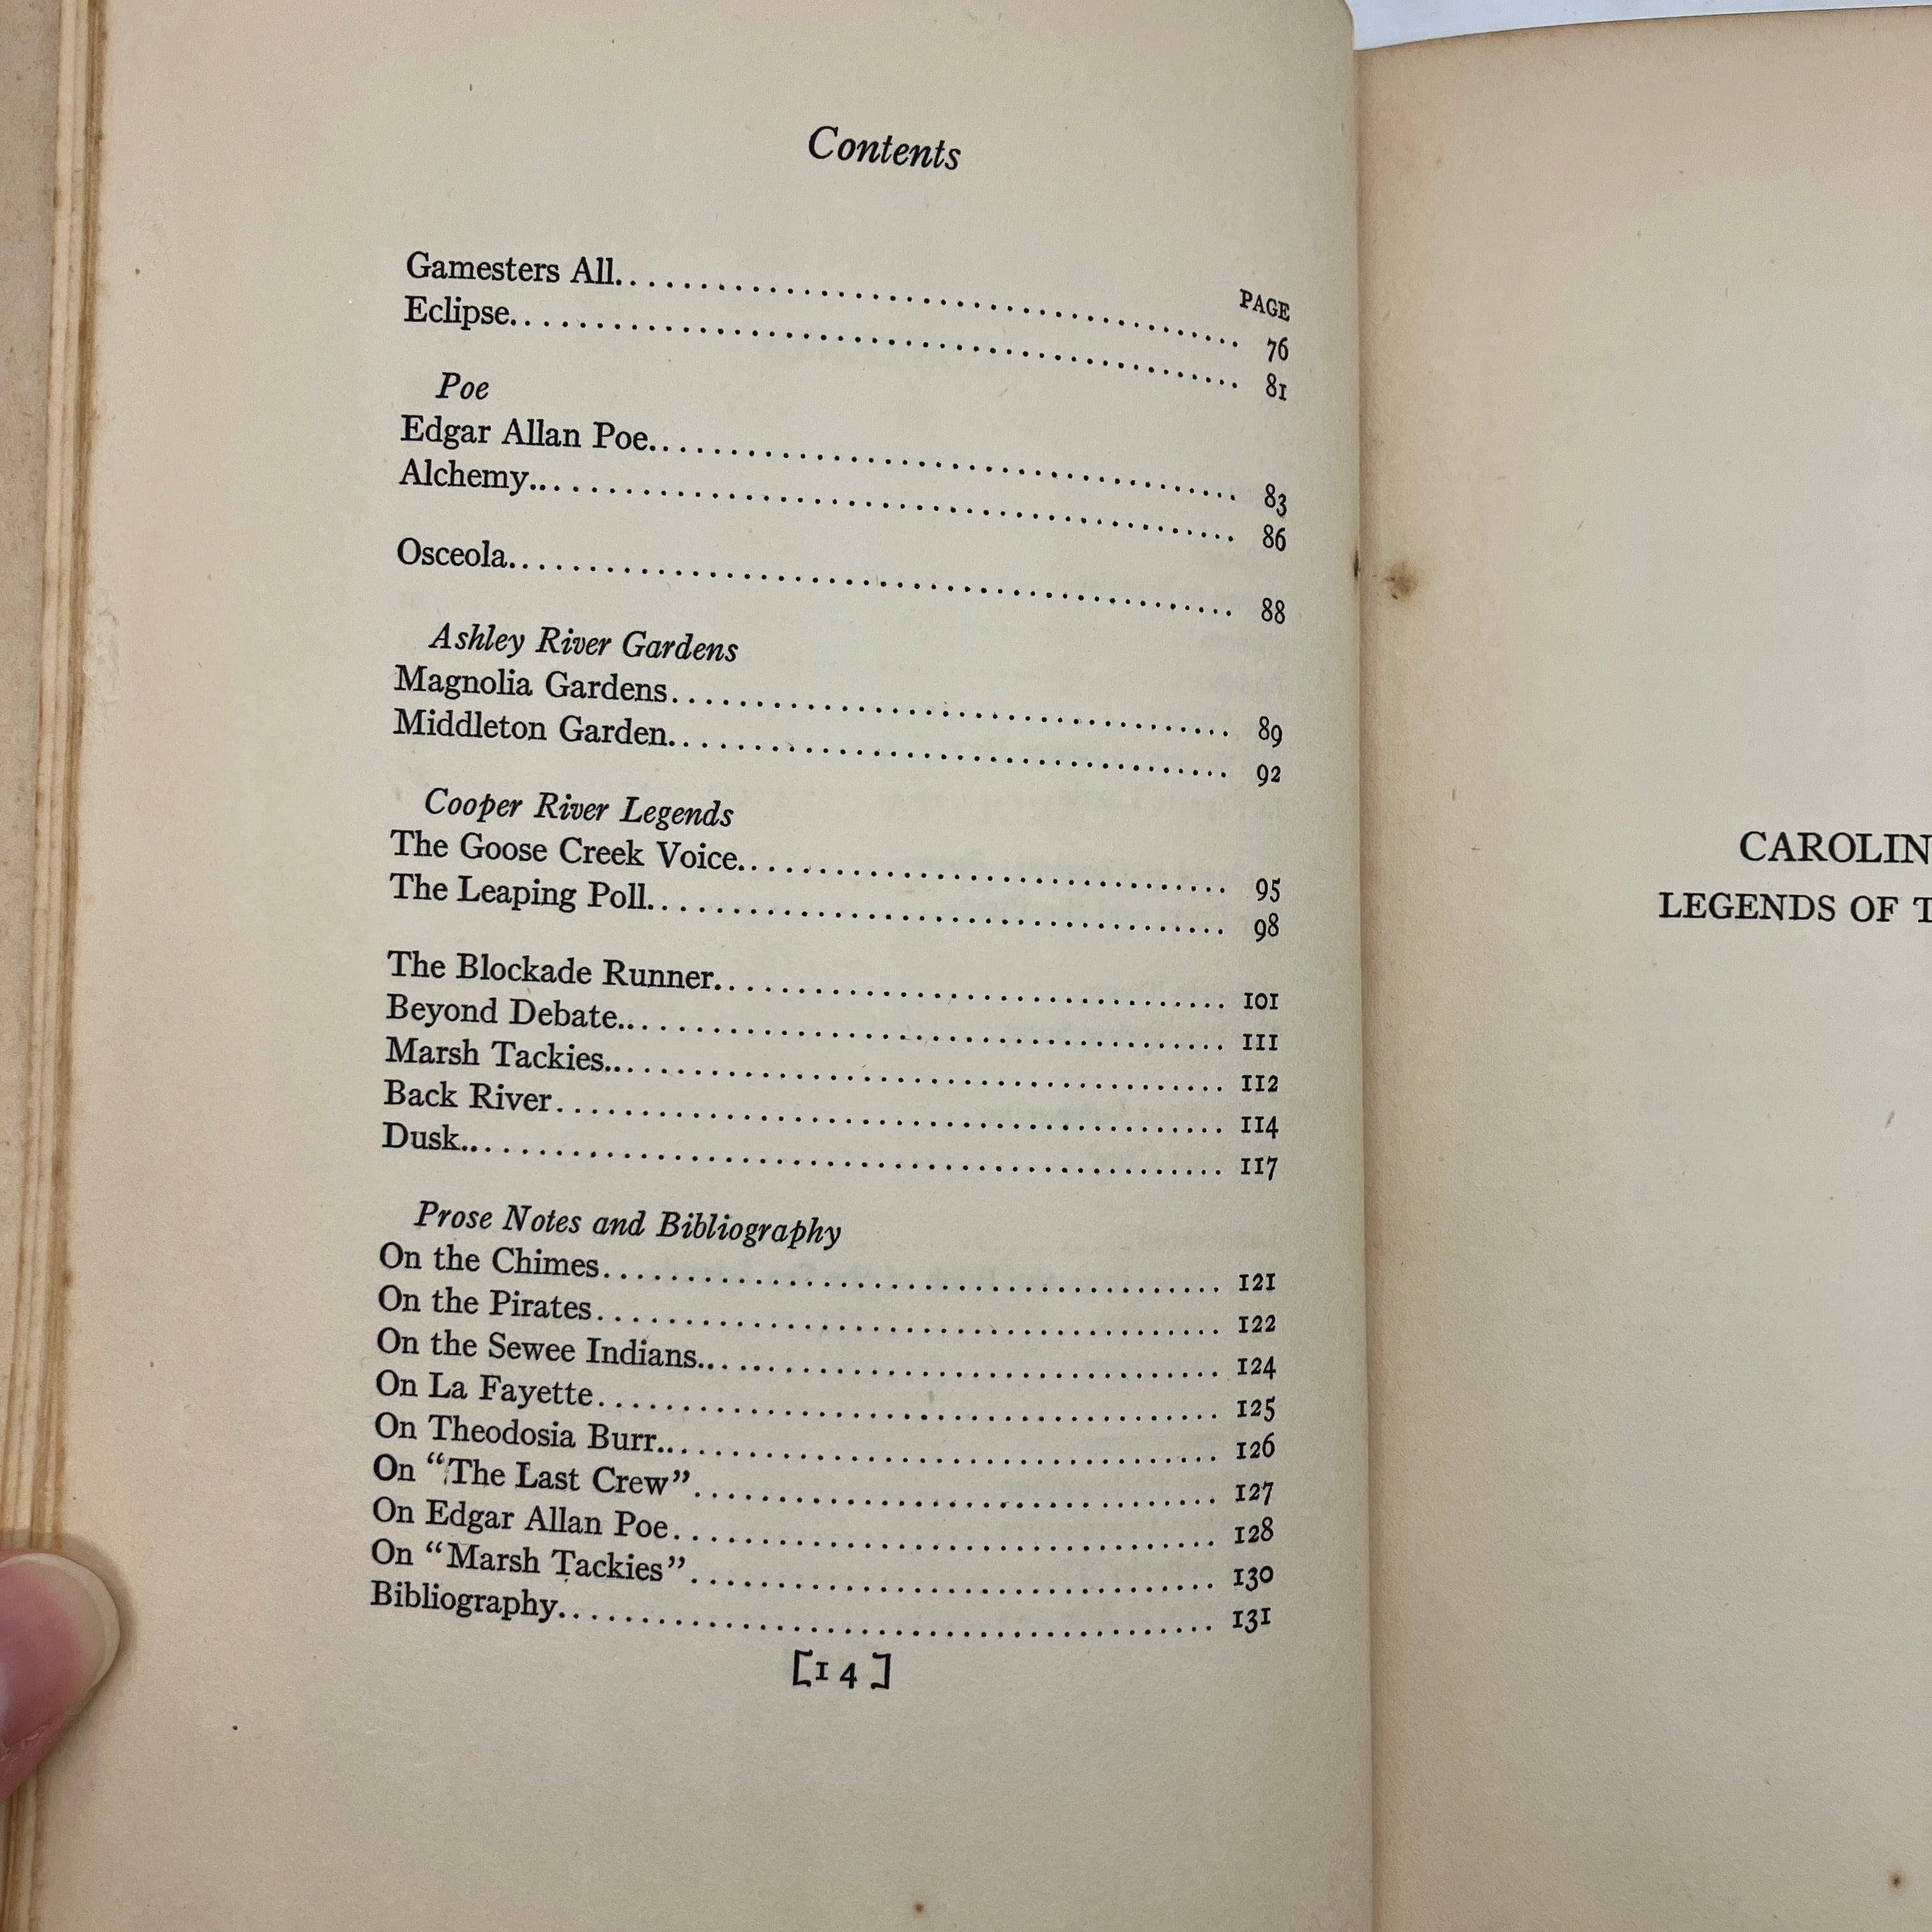 Contents
PAGE
Gamesters All........................................ 76
Eclipse........................................ 81
Poe
Edgar Allan Poe........................................ 83
Alchemy........................................ 86
Osceola........................................ 88
Ashley River Gardens
Magnolia Gardens........................................ 89
Middleton Garden........................................ 92
Cooper River Legends
The Goose Creek Voice........................................ 95
The Leaping Poll........................................ 98
The Blockade Runner........................................ 101
Beyond Debate........................................ 111
Marsh Tackies........................................ 112
Back River........................................ 114
Dusk........................................ 117
Prose Notes and Bibliography
On the Chimes........................................ 121
On the Pirates........................................ 122
On the Sewee Indians........................................ 124
On La Fayette........................................ 125
On Theodosia Burr........................................ 126
On "The Last Crew"........................................ 127
On Edgar Allan Poe........................................ 128
On "Marsh Tackies"........................................ 130
Bibliography........................................ 131
[14]
CAROLIN
LEGENDS OF T